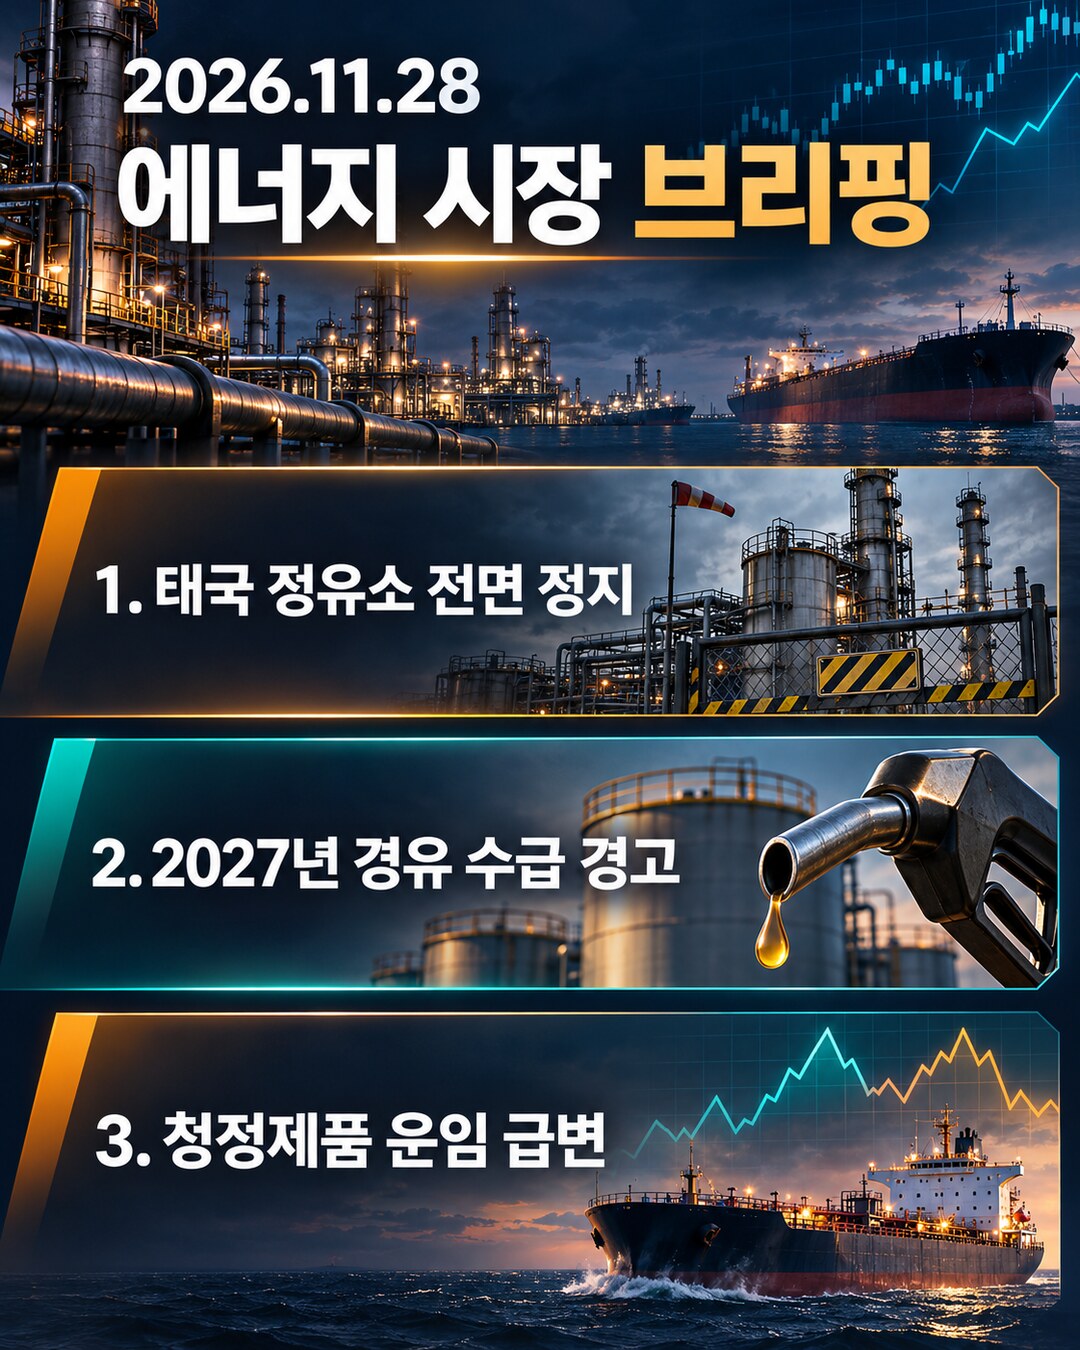 2026.11.28
에너지 시장 브리핑
1. 태국 정유소 전면 정지
2. 2027년 경유 수급 경고
3. 청정제품 운임 급변